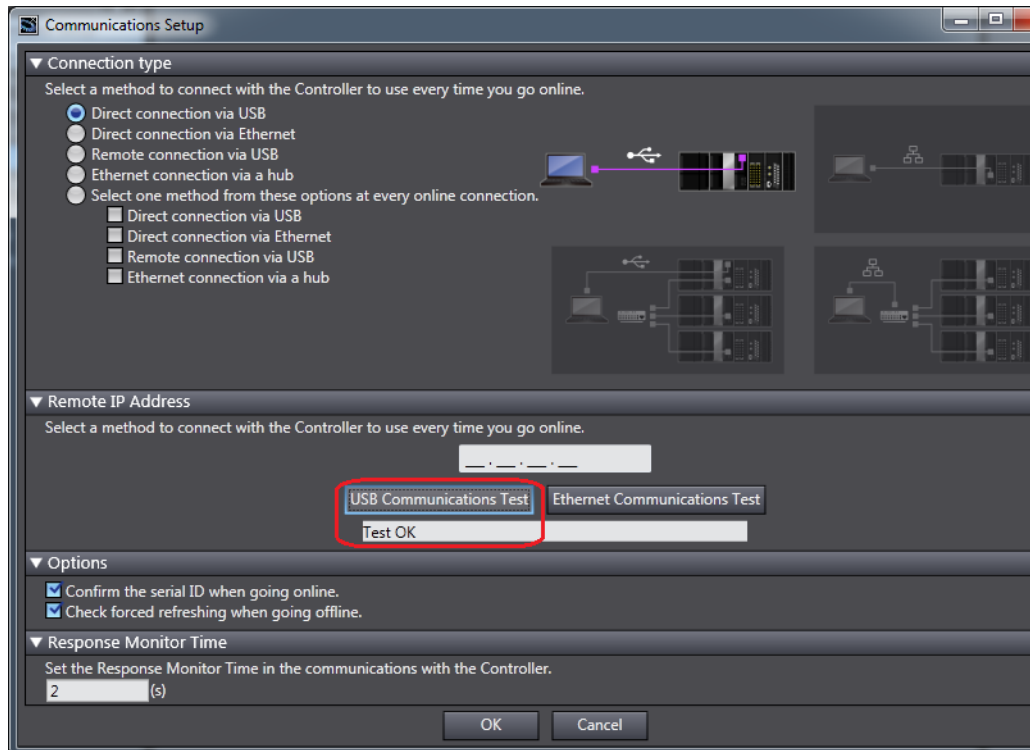 Communications Setup
▼ Connection type
Select a method to connect with the Controller to use every time you go online.
Direct connection via USB
Direct connection via Ethernet
Remote connection via USB
Ethernet connection via a hub
Select one method from these options at every online connection.
Direct connection via USB
Direct connection via Ethernet
Remote connection via USB
Ethernet connection via a hub
▼ Remote IP Address
Select a method to connect with the Controller to use every time you go online.
__.__.__.__
USB Communications Test Ethernet Communications Test
Test OK
▼ Options
Confirm the serial ID when going online.
Check forced refreshing when going offline.
▼ Response Monitor Time
Set the Response Monitor Time in the communications with the Controller.
2 (s)
OK Cancel